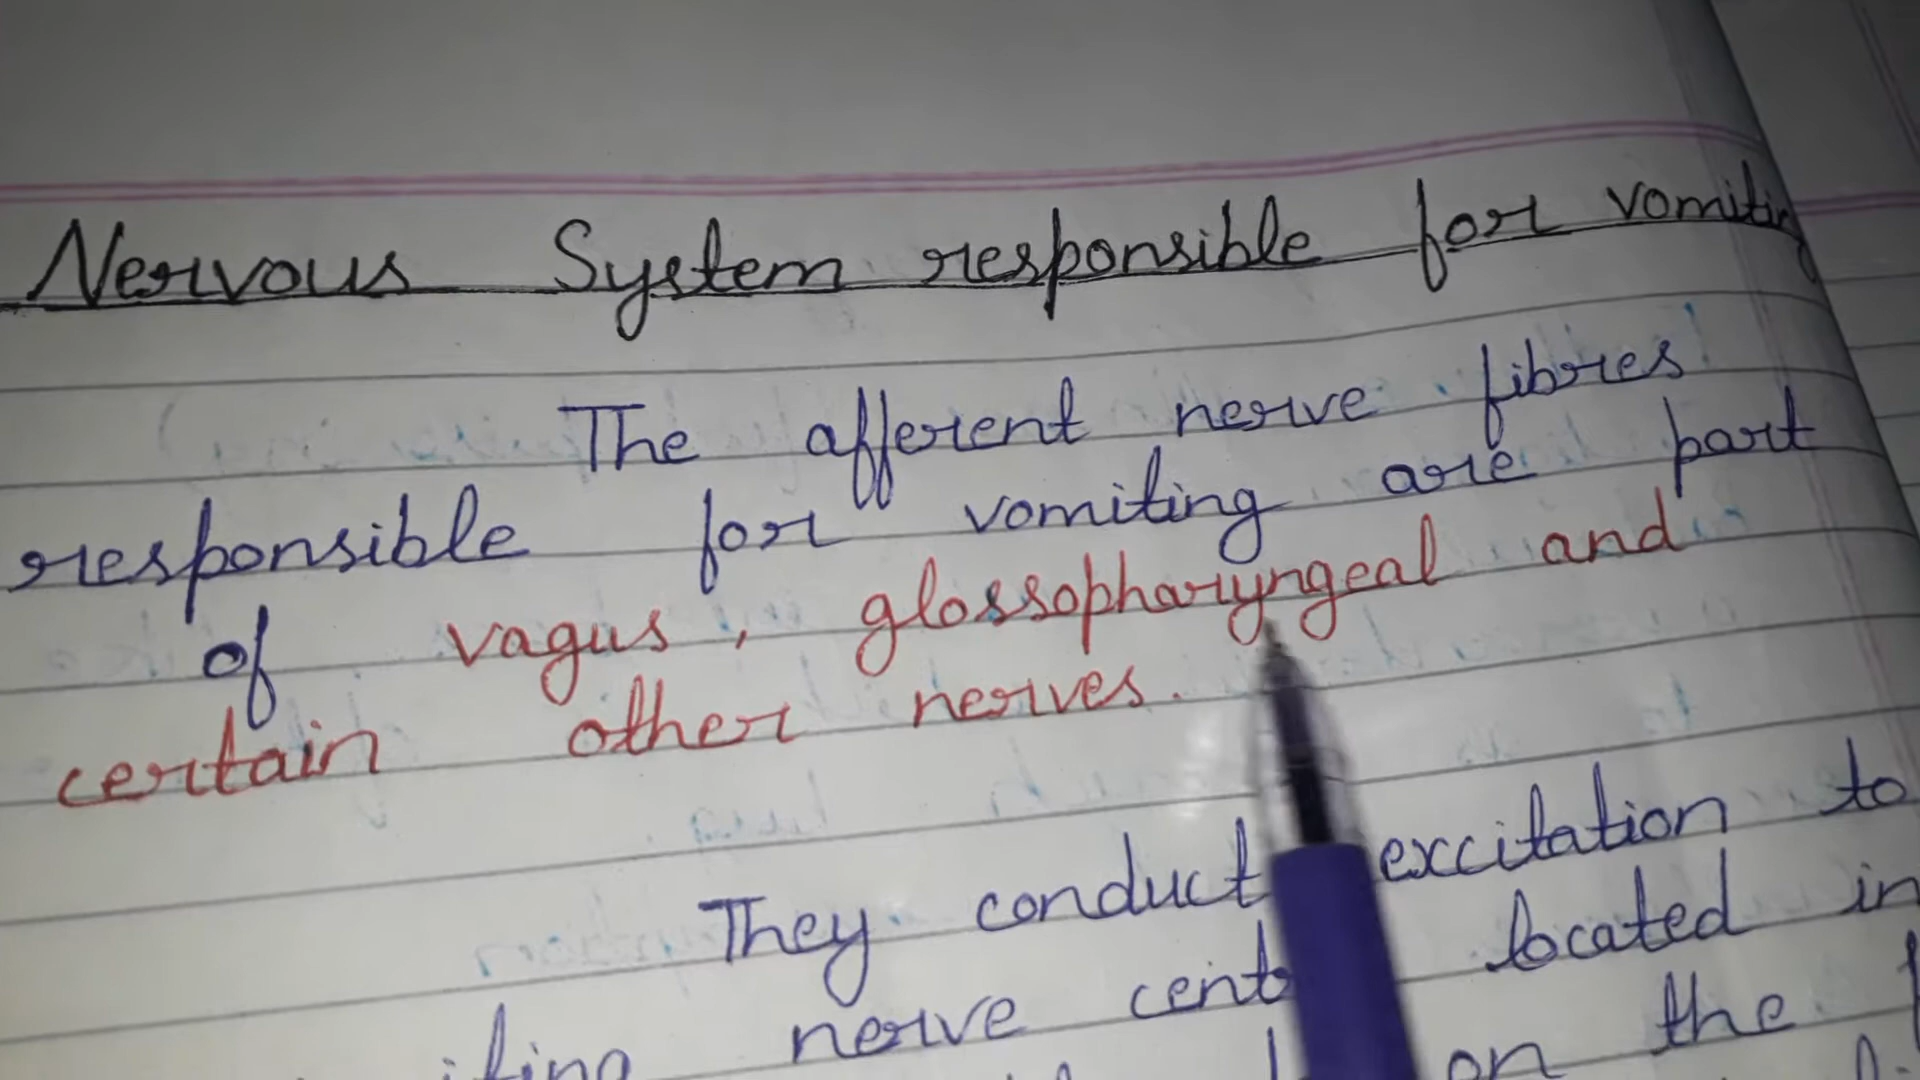 Nervous System responsible for vomiting
The afferent nerve fibres
responsible for vomiting are part
of vagus, glossopharyngeal and
certain other nerves.
They conduct excitation to
nerve located in
on the